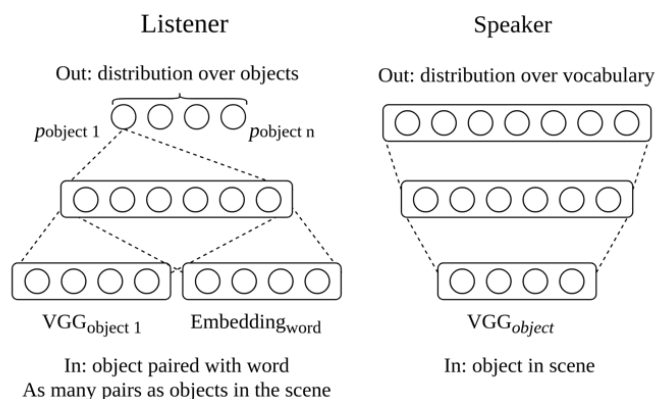 Listener
Out: distribution over objects
pobject 1
pobject n
VGGobject 1
Embeddingword
In: object paired with word
As many pairs as objects in the scene
Speaker
Out: distribution over vocabulary
VGGobject
In: object in scene